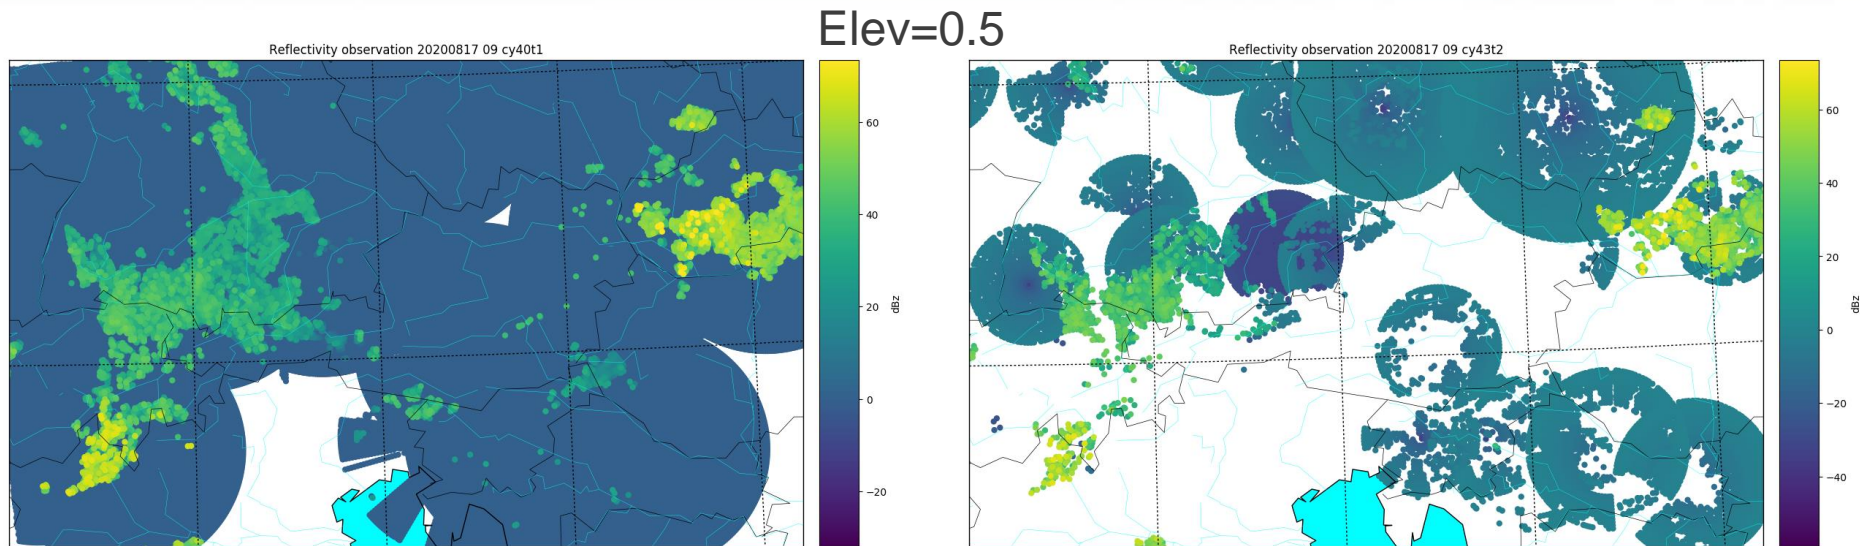 Elev=0.5
Reflectivity observation 20200817 09 cy40t1
60
40
20
0
−20
dBz
Reflectivity observation 20200817 09 cy43t2
60
40
20
0
−20
−40
dBz